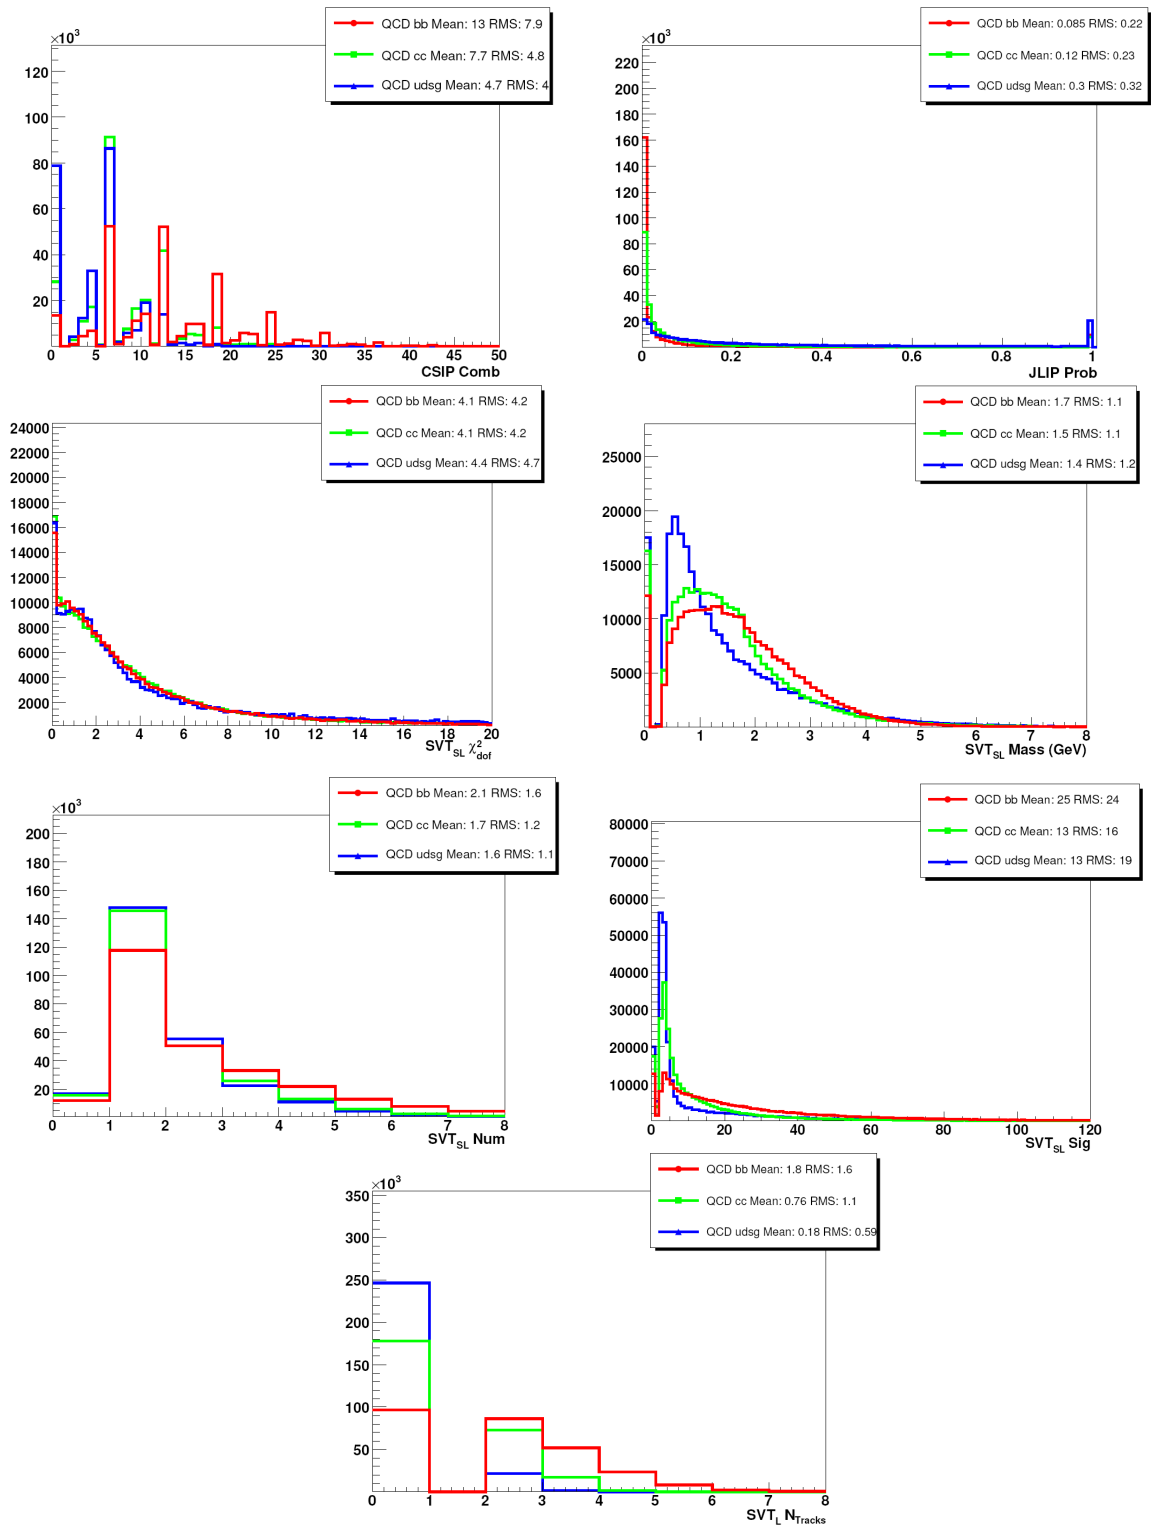 QCD bb Mean: 13 RMS: 7.9
QCD cc Mean: 7.7 RMS: 4.8
QCD udsg Mean: 4.7 RMS: 4
×10³
120
100
80
60
40
20
0 5 10 15 20 25 30 35 40 45 50
CSIP Comb
QCD bb Mean: 0.085 RMS: 0.22
QCD cc Mean: 0.12 RMS: 0.23
QCD udsg Mean: 0.3 RMS: 0.32
×10³
220
200
180
160
140
120
100
80
60
40
20
0 0.2 0.4 0.6 0.8 1
JLIP Prob
QCD bb Mean: 4.1 RMS: 4.2
QCD cc Mean: 4.1 RMS: 4.2
QCD udsg Mean: 4.4 RMS: 4.7
24000
22000
20000
18000
16000
14000
12000
10000
8000
6000
4000
2000
0 2 4 6 8 10 12 14 16 18 20
SVT_SL χ²_dof
QCD bb Mean: 1.7 RMS: 1.1
QCD cc Mean: 1.5 RMS: 1.1
QCD udsg Mean: 1.4 RMS: 1.2
25000
20000
15000
10000
5000
0 1 2 3 4 5 6 7 8
SVT_SL Mass (GeV)
QCD bb Mean: 2.1 RMS: 1.6
QCD cc Mean: 1.7 RMS: 1.2
QCD udsg Mean: 1.6 RMS: 1.1
×10³
200
180
160
140
120
100
80
60
40
20
0 1 2 3 4 5 6 7 8
SVT_SL Num
QCD bb Mean: 25 RMS: 24
QCD cc Mean: 13 RMS: 16
QCD udsg Mean: 13 RMS: 19
80000
70000
60000
50000
40000
30000
20000
10000
0 20 40 60 80 100 120
SVT_SL Sig
QCD bb Mean: 1.8 RMS: 1.6
QCD cc Mean: 0.76 RMS: 1.1
QCD udsg Mean: 0.18 RMS: 0.59
×10³
350
300
250
200
150
100
50
0 1 2 3 4 5 6 7 8
SVT_L N_Tracks